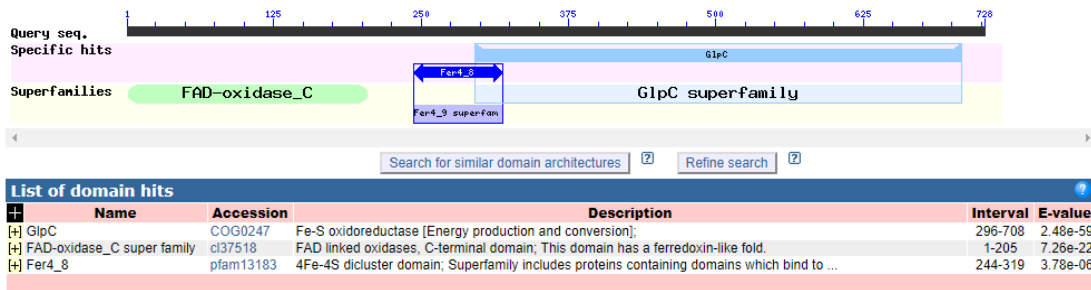 1 125 250 375 500 625 728
Query seq.
Specific hits
GlpC
Fer4_8
Superfamilies
FAD-oxidase_C
GlpC superfamily
Fer4_9 superfam
Search for similar domain architectures ? Refine search ?
List of domain hits ?
+ Name Accession Description Interval E-value
[+] GlpC COG0247 Fe-S oxidoreductase [Energy production and conversion]; 296-708 2.48e-59
[+] FAD-oxidase_C super family cl37518 FAD linked oxidases, C-terminal domain; This domain has a ferredoxin-like fold. 1-205 7.26e-22
[+] Fer4_8 pfam13183 4Fe-4S dicluster domain; Superfamily includes proteins containing domains which bind to ... 244-319 3.78e-06